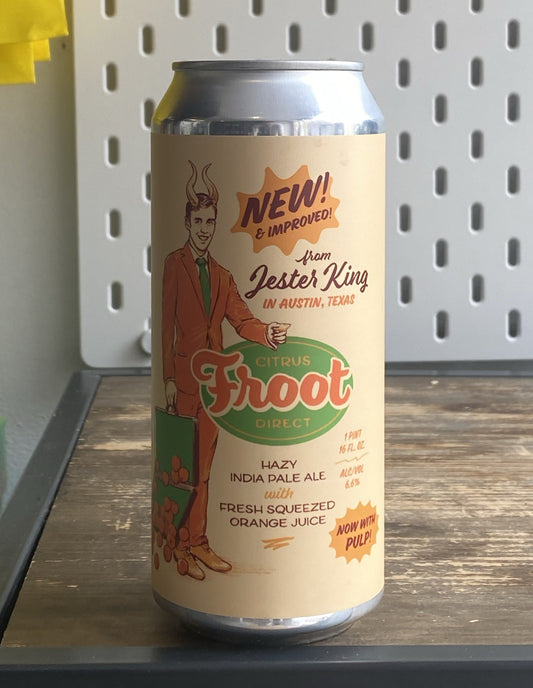 NEW!
& IMPROVED!
from
Jester King
IN AUSTIN, TEXAS
CITRUS
Froot
DIRECT
1 PINT
16 FL. OZ.
ALC/VOL
6.6%
HAZY
INDIA PALE ALE
with
FRESH SQUEEZED
ORANGE JUICE
NOW WITH
PULP!